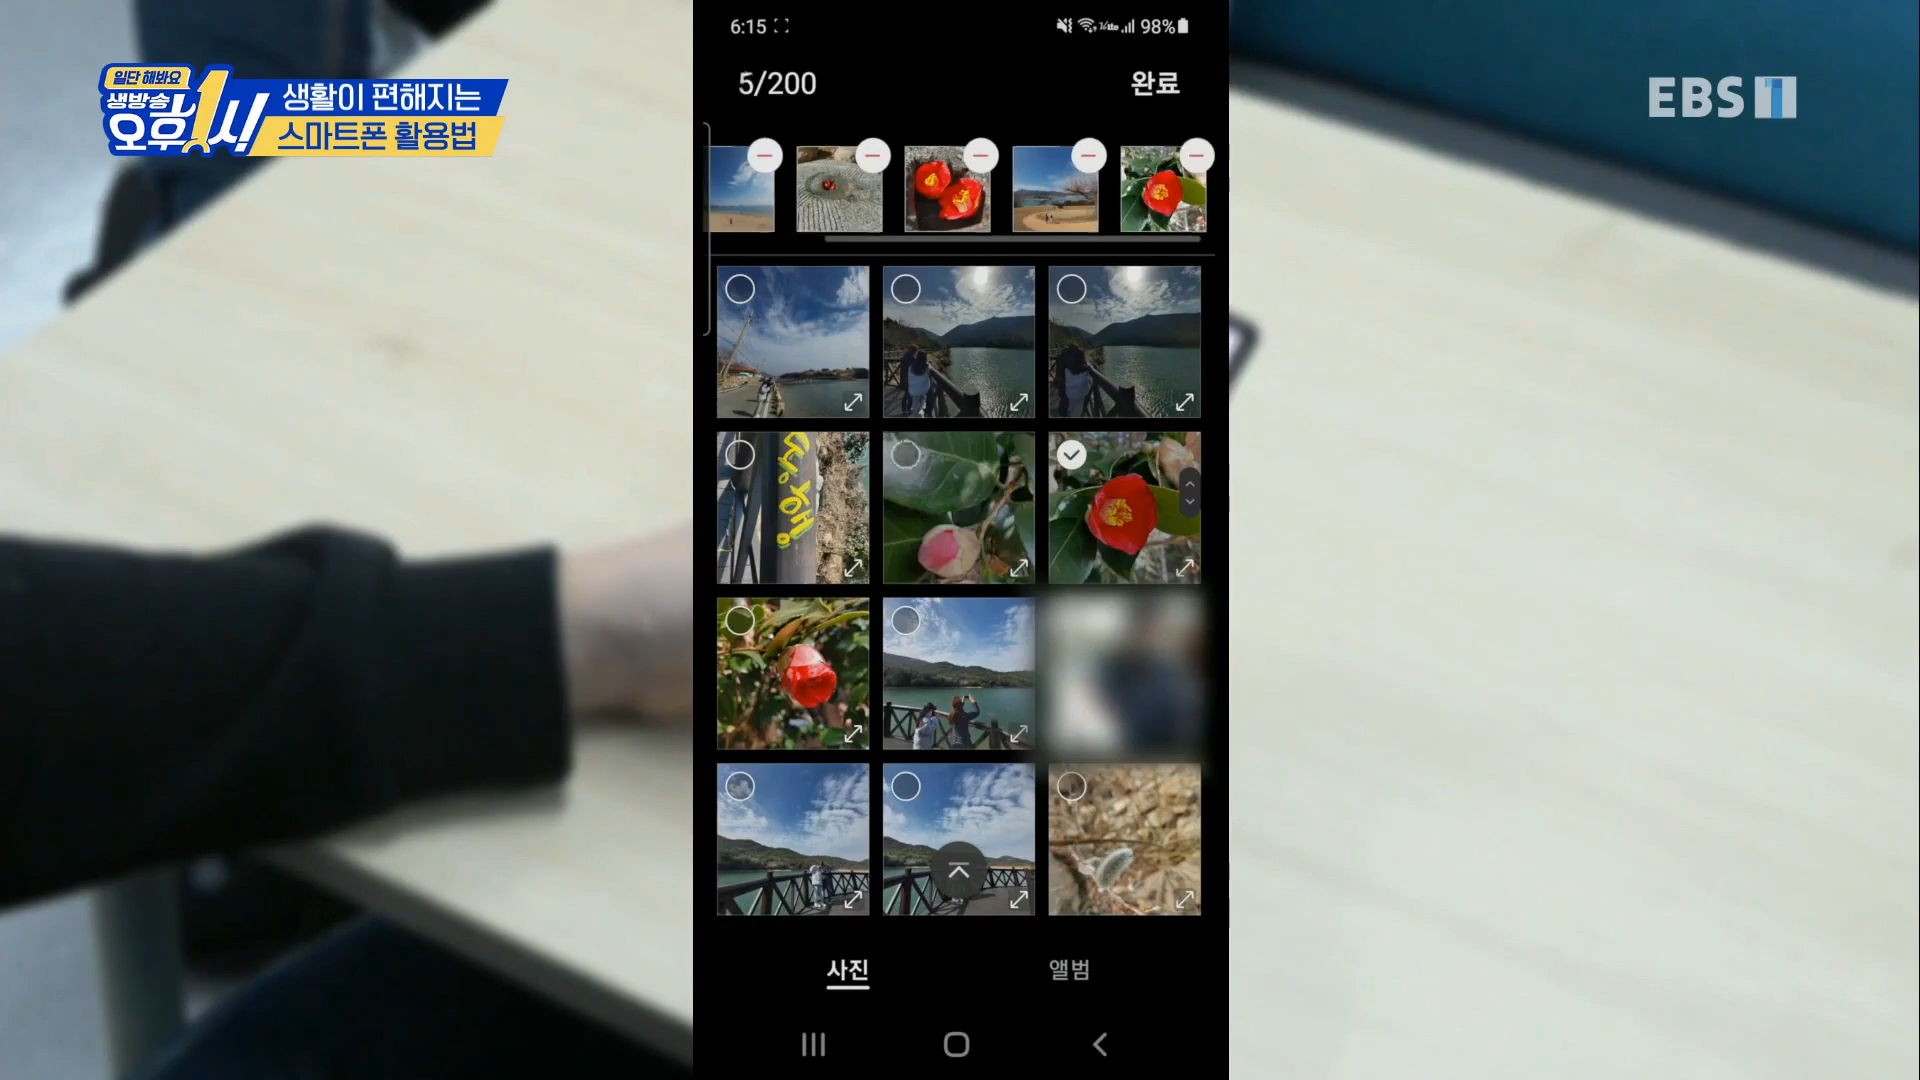 일단 해봐요
생방송
오후1시!
생활이 편해지는
스마트폰 활용법
EBS 1
6:15
98%
5/200
완료
행
사진
앨범